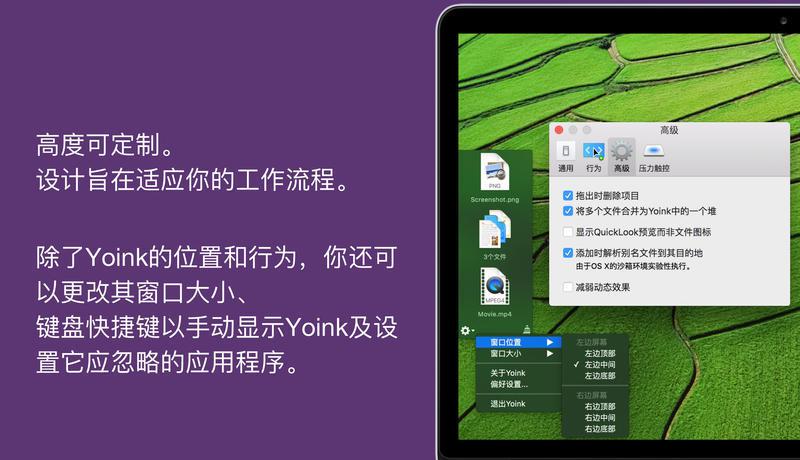 高度可定制。
设计旨在适应你的工作流程。
除了Yoink的位置和行为，你还可
以更改其窗口大小、
键盘快捷键以手动显示Yoink及设
置它应忽略的应用程序。
高级
通用 行为 高级 压力触控
拖出时删除项目
将多个文件合并为Yoink中的一个堆
显示QuickLook预览而非文件图标
添加时解析别名文件到其目的地
由于OS X的沙箱环境实验性执行。
减弱动态效果
PNG
Screenshot.png
3个文件
MPEG4
Movie.mp4
窗口位置
窗口大小
关于Yoink
偏好设置...
退出Yoink
左边屏幕
左边顶部
✓ 左边中间
左边底部
右边屏幕
右边顶部
右边中间
右边底部